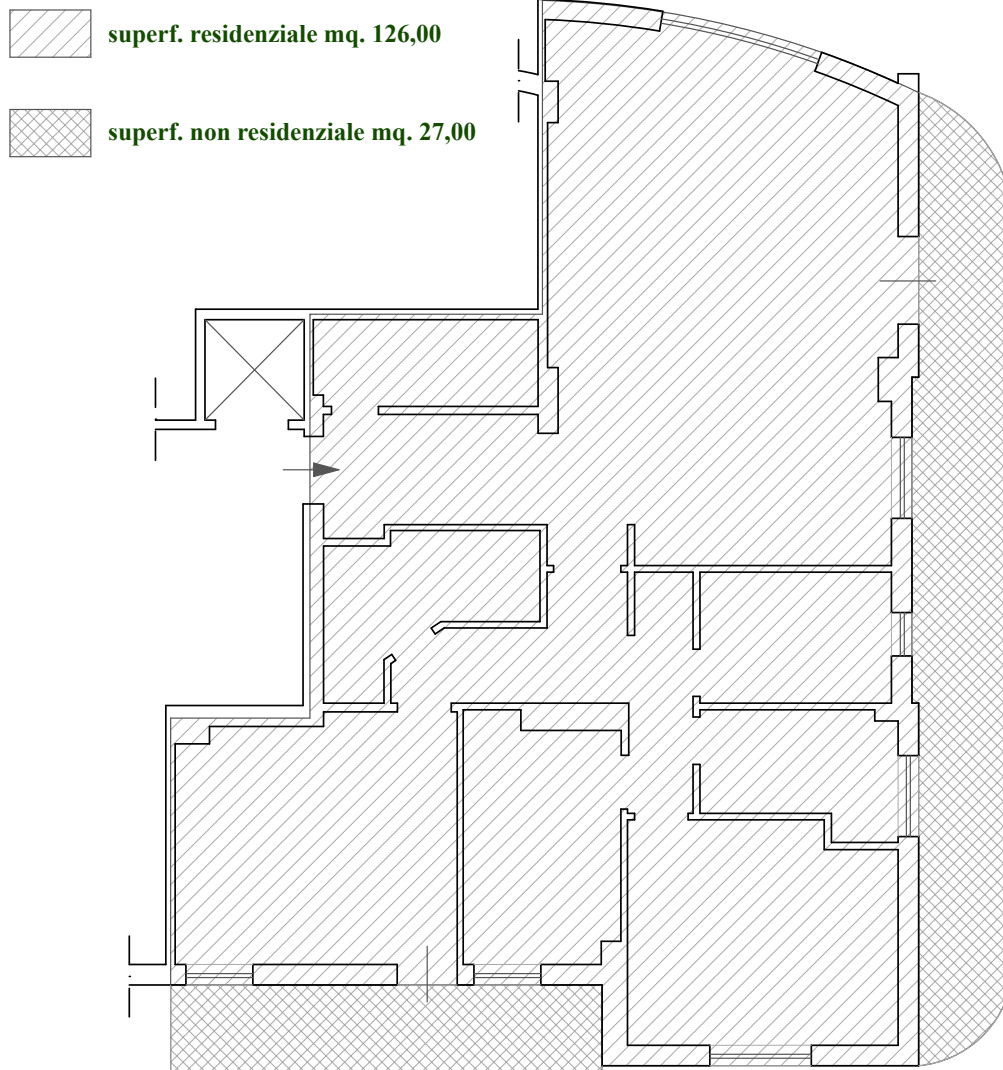 superf. residenziale mq. 126,00
superf. non residenziale mq. 27,00